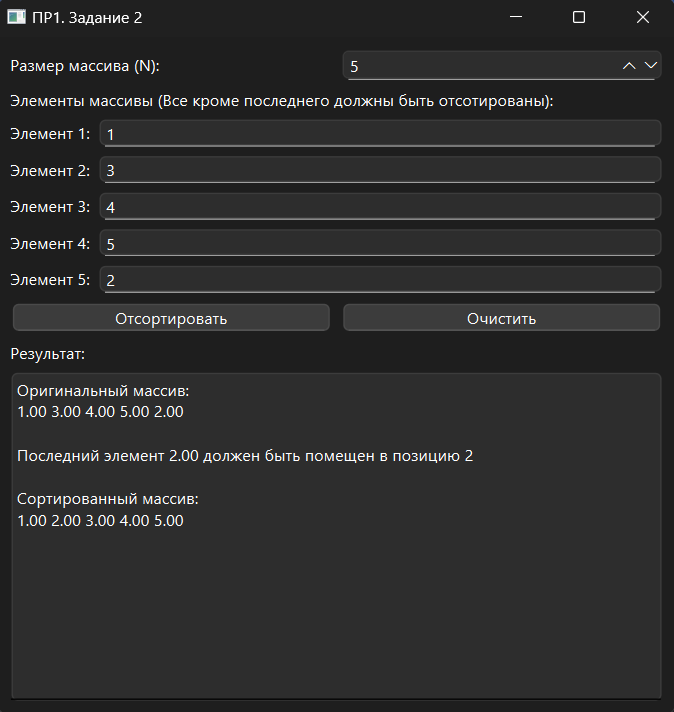 ПР1. Задание 2
Размер массива (N): 5
Элементы массивы (Все кроме последнего должны быть отсотированы):
Элемент 1: 1
Элемент 2: 3
Элемент 3: 4
Элемент 4: 5
Элемент 5: 2
Отсортировать Очистить
Результат:
Оригинальный массив:
1.00 3.00 4.00 5.00 2.00
Последний элемент 2.00 должен быть помещен в позицию 2
Сортированный массив:
1.00 2.00 3.00 4.00 5.00